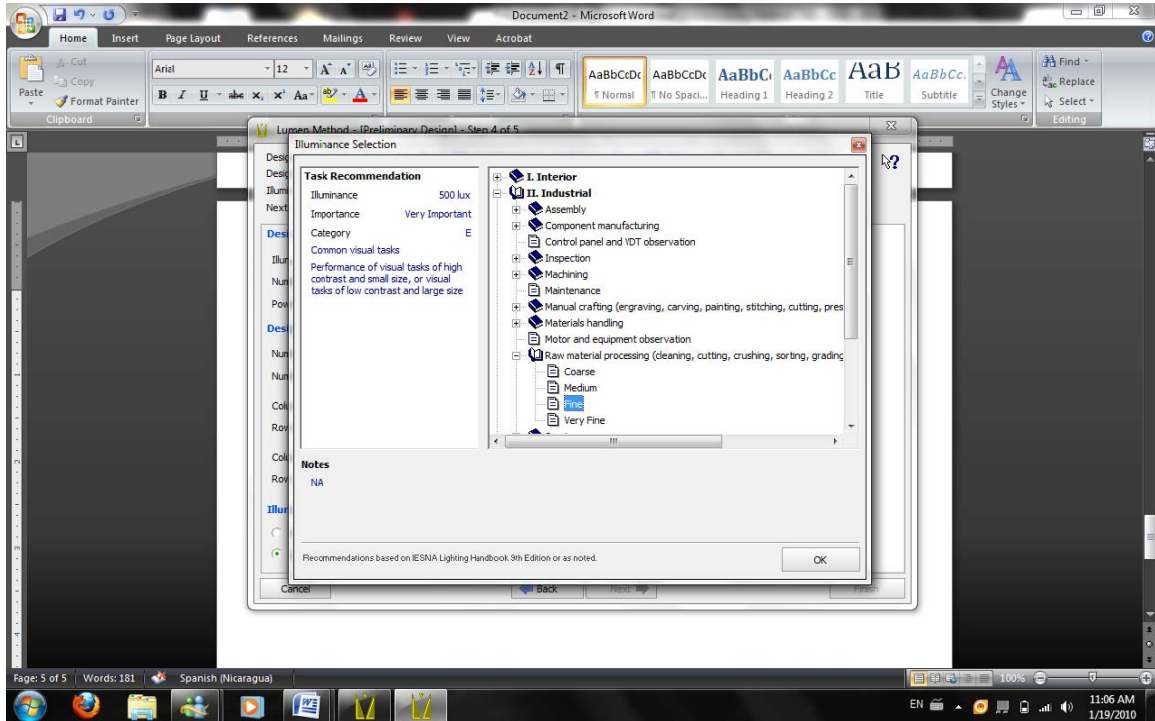 Document2 - Microsoft Word
Home Insert Page Layout References Mailings Review View Acrobat
Paste
Cut
Copy
Format Painter
Clipboard
Arial 12
AaBbCcDc AaBbCcDc AaBbC AaBbCc AaB AaBbCc.
¶ Normal ¶ No Spaci... Heading 1 Heading 2 Title Subtitle
Change Styles
Find
Replace
Select
Editing
Lumen Method - [Preliminary Design] - Step 4 of 5
Illuminance Selection
Task Recommendation
Illuminance 500 lux
Importance Very Important
Category E
Common visual tasks
Performance of visual tasks of high
contrast and small size, or visual
tasks of low contrast and large size
I. Interior
II. Industrial
Assembly
Component manufacturing
Control panel and VDT observation
Inspection
Machining
Maintenance
Manual crafting (engraving, carving, painting, stitching, cutting, pres
Materials handling
Motor and equipment observation
Raw material processing (cleaning, cutting, crushing, sorting, grading
Coarse
Medium
Fine
Very Fine
Notes
NA
Recommendations based on IESNA Lighting Handbook 9th Edition or as noted.
OK
Next
Cancel Back Next Finish
Page: 5 of 5 Words: 181 Spanish (Nicaragua) 100%
EN 11:06 AM
1/19/2010